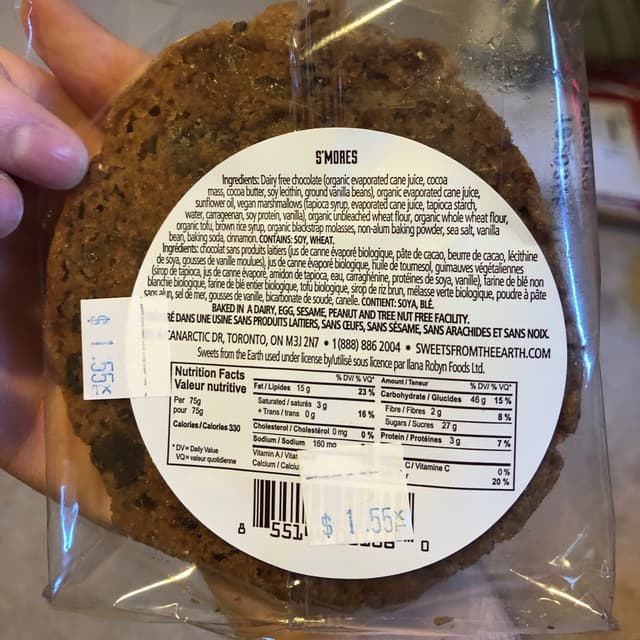 S'MORES
Ingredients: Dairy free chocolate (organic evaporated cane juice, cocoa
mass, cocoa butter, soy lecithin, ground vanilla beans), organic evaporated cane juice,
sunflower oil, vegan marshmallows (tapioca syrup, evaporated cane juice, tapioca starch,
water, carrageenan, soy protein, vanilla), organic unbleached wheat flour, organic whole wheat flour,
organic tofu, brown rice syrup, organic blackstrap molasses, non-alum baking powder, sea salt, vanilla
bean, baking soda, cinnamon. CONTAINS: SOY, WHEAT.
Ingrédients: chocolat sans produits laitiers (jus de canne évaporé biologique, pâte de cacao, beurre de cacao, lécithine
de soya, gousses de vanille moulues), jus de canne évaporé biologique, huile de tournesol, guimauves végétaliennes
(sirop de tapioca, jus de canne évaporé, amidon de tapioca, eau, carraghénine, protéines de soya, vanille), farine de blé non
blanchie biologique, farine de blé entier biologique, tofu biologique, sirop de riz brun, mélasse verte biologique, poudre à pâte
sans alun, sel de mer, gousses de vanille, bicarbonate de soude, canelle. CONTIENT: SOYA, BLÉ.
BAKED IN A DAIRY, EGG, SESAME, PEANUT AND TREE NUT FREE FACILITY.
RÉ DANS UNE USINE SANS PRODUITS LAITIERS, SANS ŒUFS, SANS SÉSAME, SANS ARACHIDES ET SANS NOIX.
ANARCTIC DR, TORONTO, ON M3J 2N7 • 1 (888) 886 2004 • SWEETSFROMTHEEARTH.COM
Sweets from the Earth used under license by/utilisé sous licence par Ilana Robyn Foods Ltd.
Nutrition Facts
Valeur nutritive
Per 75g
pour 75g
Calories/Calories 330
*DV = Daily Value
VQ = valeur quotidienne
% DV/ % VQ*
Fat / Lipides 15 g 23 %
Saturated / saturés 3 g
+ Trans / trans 0 g 16 %
Cholesterol / Cholestérol 0 mg 0 %
Sodium / Sodium 160 mg
Vitamin A / Vitam
Calcium / Calciu
Amount / Teneur % DV/ % VQ*
Carbohydrate / Glucides 46 g 15 %
Fibre / Fibres 2 g 8 %
Sugars / Sucres 27 g
Protein / Protéines 3 g 7 %
C / Vitamine C 0 %
r 20 %
8 551 0
$ 1.55
$ 1.55